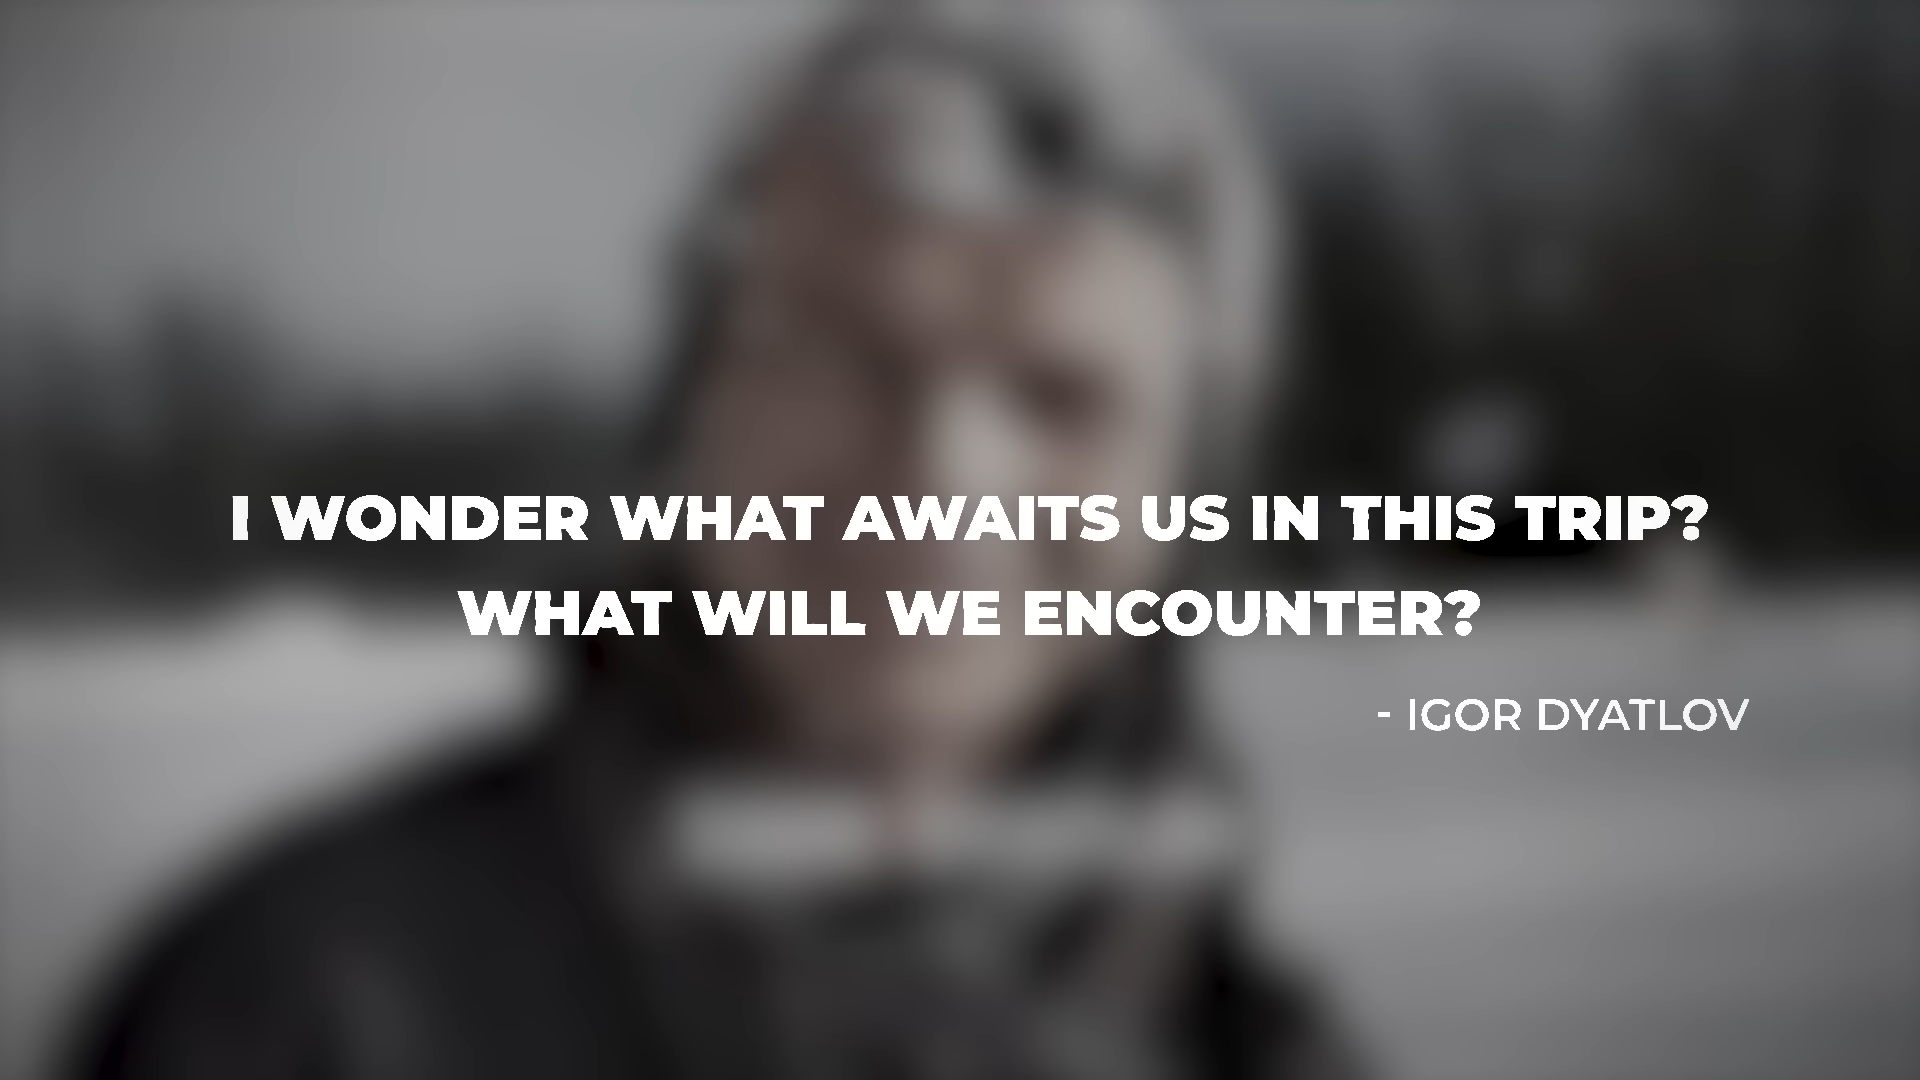 I WONDER WHAT AWAITS US IN THIS TRIP?
WHAT WILL WE ENCOUNTER?
- IGOR DYATLOV